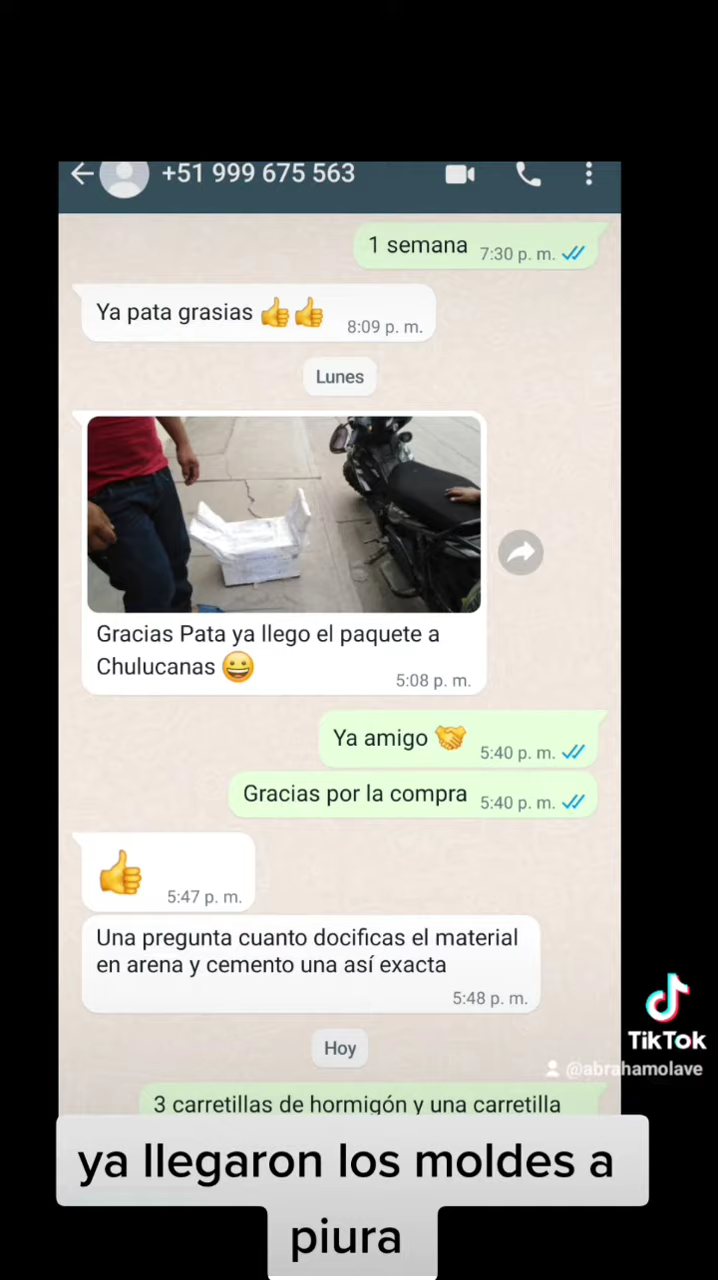 +51 999 675 563
1 semana 7:30 p. m.
Ya pata grasias 👍👍 8:09 p. m.
Lunes
Gracias Pata ya llego el paquete a
Chulucanas 😀 5:08 p. m.
Ya amigo 🤝 5:40 p. m.
Gracias por la compra 5:40 p. m.
👍 5:47 p. m.
Una pregunta cuanto docificas el material
en arena y cemento una así exacta
5:48 p. m.
Hoy
TikTok
@abrahamolave
3 carretillas de hormigón y una carretilla
ya llegaron los moldes a
piura